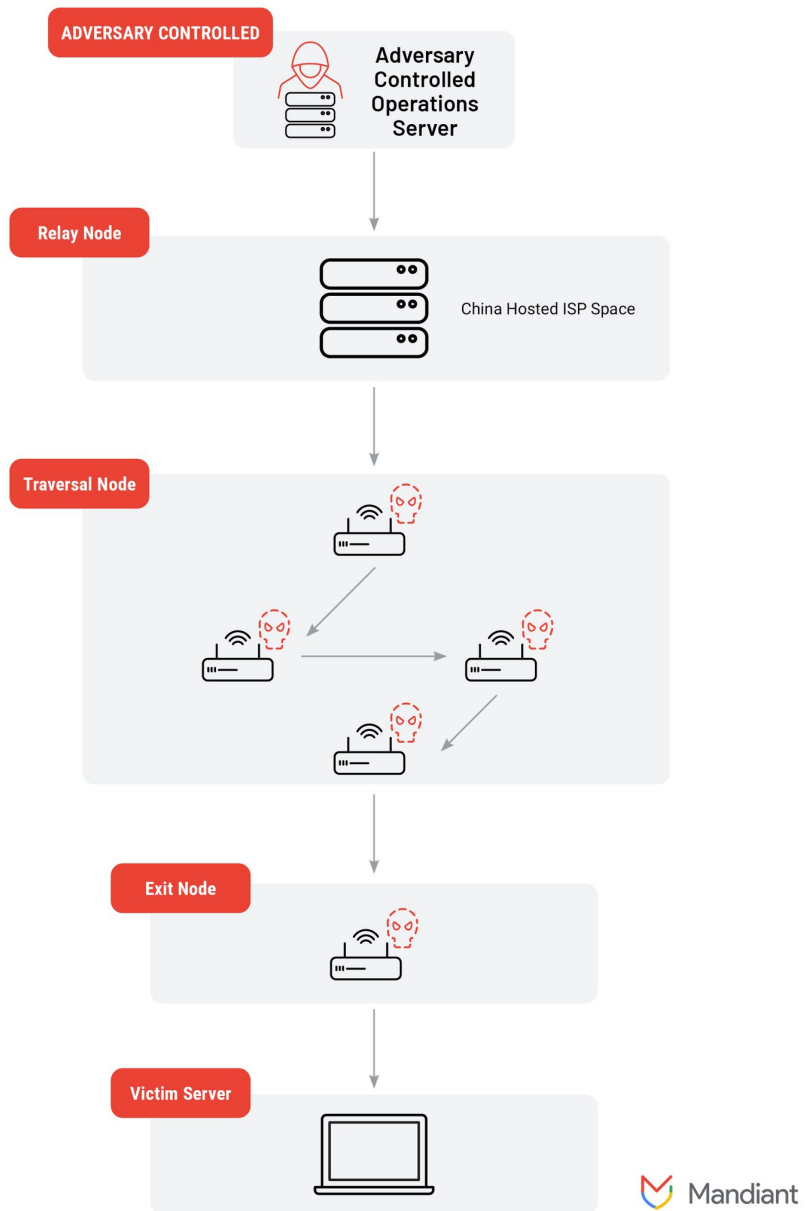 ADVERSARY CONTROLLED
Adversary
Controlled
Operations
Server
Relay Node
China Hosted ISP Space
Traversal Node
Exit Node
Victim Server
Mandiant